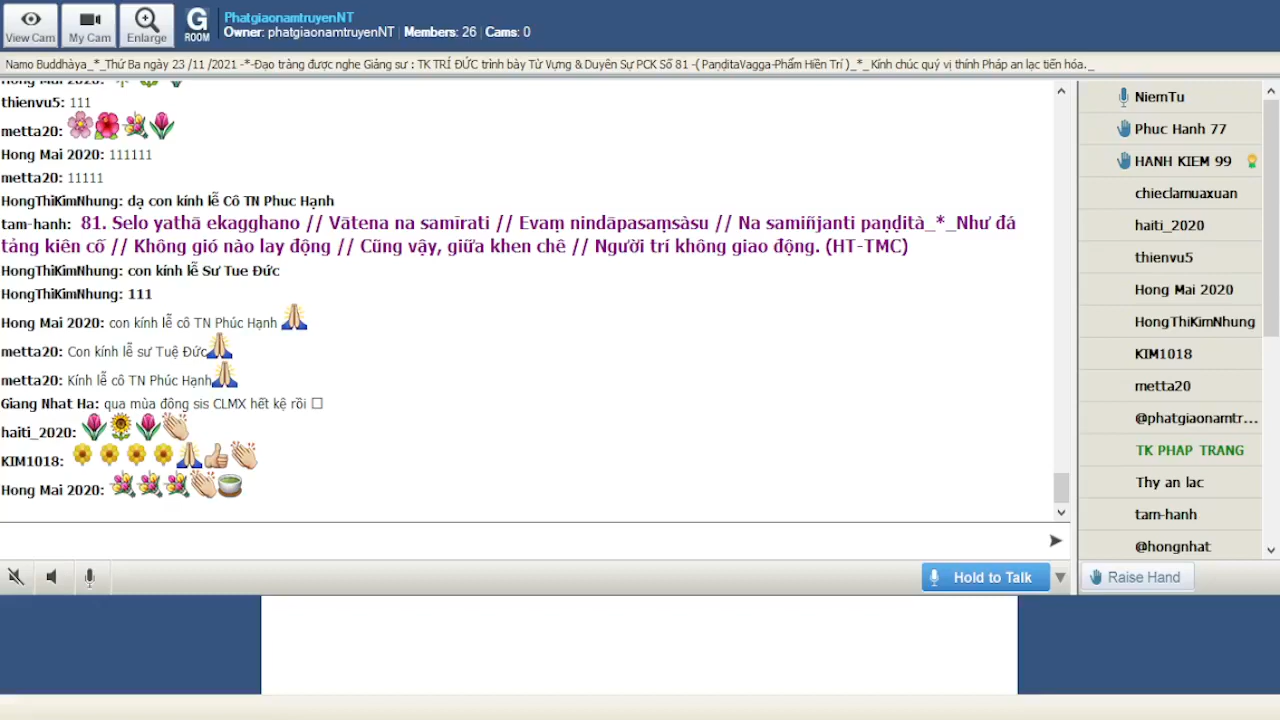 View Cam
My Cam
Enlarge
G
ROOM
PhatgiaonamtruyenNT
Owner: phatgiaonamtruyenNT | Members: 26 | Cams: 0
Namo Buddhàya_*_Thứ Ba ngày 23 /11 /2021 -*-Đạo tràng được nghe Giảng sư : TK TRÍ ĐỨC trình bày Từ Vựng & Duyên Sự PCK Số 81 -( PaṇḍitaVagga-Phẩm Hiền Trí )_*_ Kính chúc quý vị thính Pháp an lạc tiến hóa._
Hong Mai 2020:
thienvu5: 111
metta20:
Hong Mai 2020: 111111
metta20: 11111
HongThiKimNhung: dạ con kính lễ Cô TN Phuc Hạnh
tam-hanh: 81. Selo yathā ekagghano // Vātena na samīrati // Evaṃ nindāpasaṃsàsu // Na samiñjanti paṇḍità_*_Như đá
tảng kiên cố // Không gió nào lay động // Cũng vậy, giữa khen chê // Người trí không giao động. (HT-TMC)
HongThiKimNhung: con kính lễ Sư Tue Đức
HongThiKimNhung: 111
Hong Mai 2020: con kính lễ cô TN Phúc Hạnh
metta20: Con kính lễ sư Tuệ Đức
metta20: Kính lễ cô TN Phúc Hạnh
Giang Nhat Ha: qua mùa đông sis CLMX hết kệ rồi
haiti_2020:
KIM1018:
Hong Mai 2020:
NiemTu
Phuc Hanh 77
HANH KIEM 99
chieclamuaxuan
haiti_2020
thienvu5
Hong Mai 2020
HongThiKimNhung
KIM1018
metta20
@phatgiaonamtr...
TK PHAP TRANG
Thy an lac
tam-hanh
@hongnhat
Hold to Talk
Raise Hand